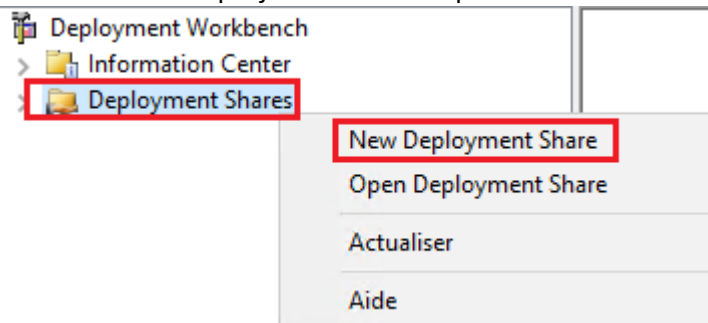 Deployment Workbench
Information Center
Deployment Shares
New Deployment Share
Open Deployment Share
Actualiser
Aide